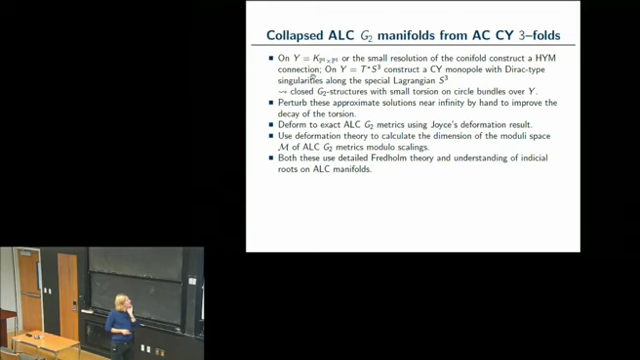 Collapsed ALC G₂ manifolds from AC CY 3–folds
On Y = K_{ℙ¹×ℙ¹} or the small resolution of the conifold construct a HYM
connection; On Y = T*S³ construct a CY monopole with Dirac-type
singularities along the special Lagrangian S³
⇝ closed G₂-structures with small torsion on circle bundles over Y.
Perturb these approximate solutions near infinity by hand to improve the
decay of the torsion.
Deform to exact ALC G₂ metrics using Joyce's deformation result.
Use deformation theory to calculate the dimension of the moduli space
ℳ of ALC G₂ metrics modulo scalings.
Both these use detailed Fredholm theory and understanding of indicial
roots on ALC manifolds.